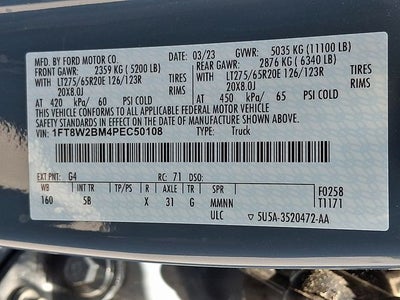 MFD. BY FORD MOTOR CO. 03/23 GVWR: 5035 KG (11100 LB)
FRONT GAWR: 2359 KG (5200 LB) REAR GAWR: 2876 KG (6340 LB)
LT275/65R20E 126/123R TIRES LT275/65R20E 126/123R TIRES
20X8.0J RIMS 20X8.0J RIMS
AT 420 kPa/ 60 PSI COLD AT 450 kPa/ 65 PSI COLD
THIS VEHICLE CONFORMS TO ALL APPLICABLE FEDERAL MOTOR VEHICLE
SAFETY STANDARDS IN EFFECT ON THE DATE OF MANUFACTURE SHOWN ABOVE.
VIN: 1FT8W2BM4PEC50108 TYPE: Truck
EXT PNT: G4 RC: 71 DSO:
WB INT TR TP/PS R AXLE TR SPR F0258
160 SB X 31 G MMNN T1171
ULC 5U5A-3520472-AA